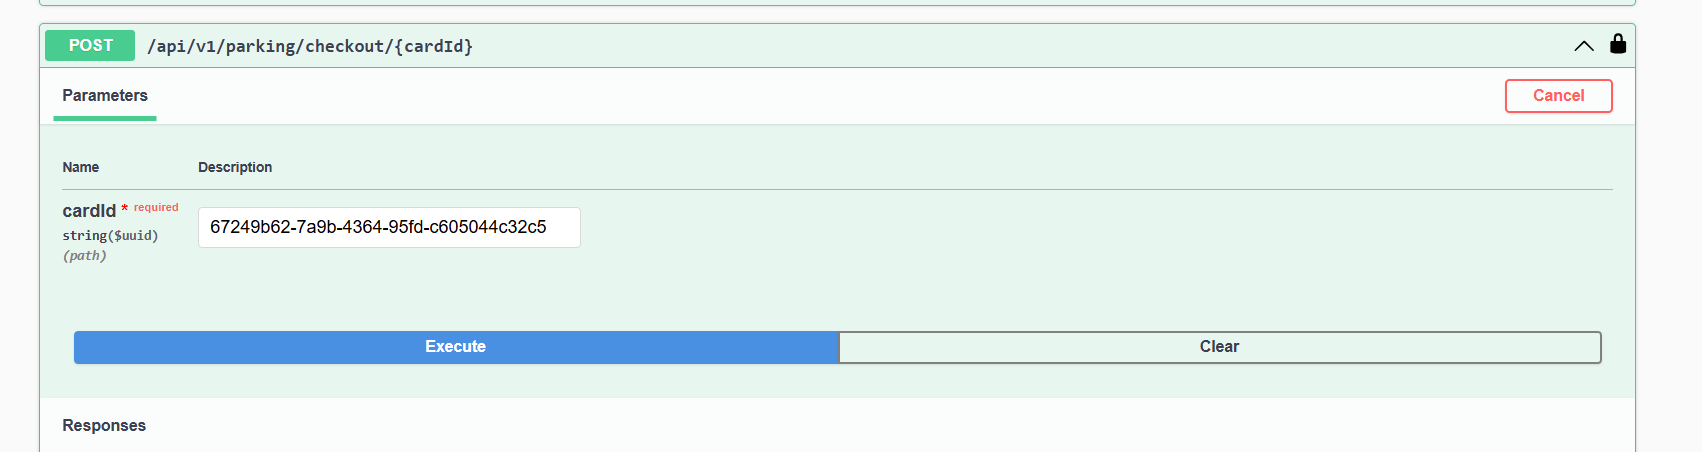 POST /api/v1/parking/checkout/{cardId}
Parameters
Cancel
Name Description
cardId * required
string($uuid)
(path)
67249b62-7a9b-4364-95fd-c605044c32c5
Execute Clear
Responses